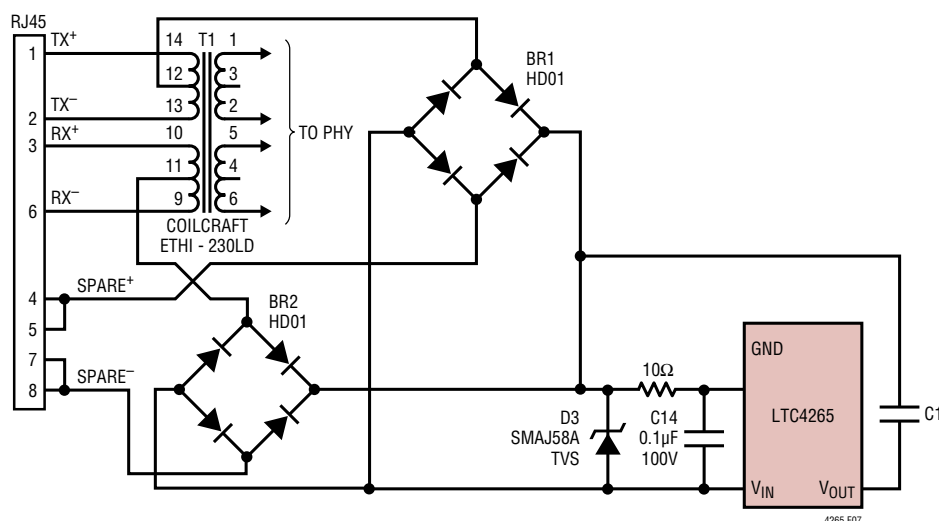 RJ45
1
TX+
14
T1
1
12
3
13
2
2
TX–
3
RX+
10
5
11
4
9
6
6
RX–
TO PHY
COILCRAFT
ETHI - 230LD
BR1
HD01
4
SPARE+
5
7
8
SPARE–
BR2
HD01
10Ω
D3
SMAJ58A
TVS
C14
0.1µF
100V
GND
LTC4265
VIN
VOUT
C1
4265 F07